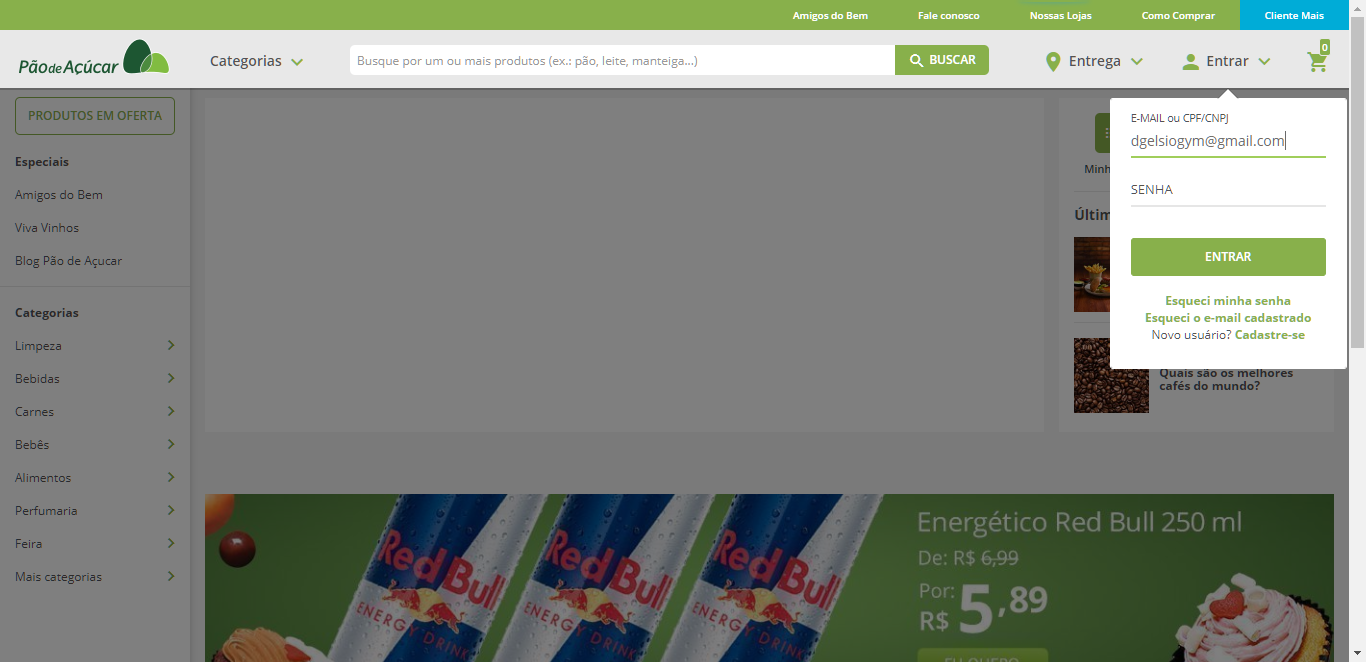 Amigos do Bem
Fale conosco
Nossas Lojas
Como Comprar
Cliente Mais
Pão de Açúcar
Categorias
Busque por um ou mais produtos (ex.: pão, leite, manteiga...)
BUSCAR
Entrega
Entrar
0
PRODUTOS EM OFERTA
Especiais
Amigos do Bem
Viva Vinhos
Blog Pão de Açucar
Categorias
Limpeza
Bebidas
Carnes
Bebês
Alimentos
Perfumaria
Feira
Mais categorias
E-MAIL ou CPF/CNPJ
dgelsiogym@gmail.com
SENHA
ENTRAR
Esqueci minha senha
Esqueci o e-mail cadastrado
Novo usuário? Cadastre-se
Minh
Últim
Quais são os melhores
cafés do mundo?
Red Bull
ENERGY DRINK
Red Bull
ENERGY DRINK
Red Bull
ENERGY DRINK
Energético Red Bull 250 ml
De: R$ 6,99
Por:
R$ 5,89
EU QUERO